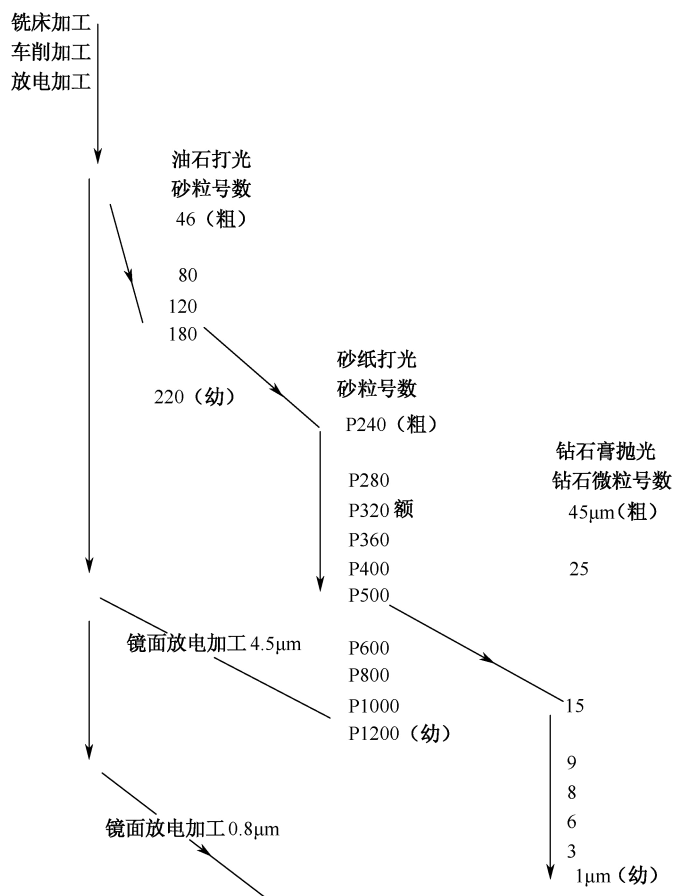 铣床加工
车削加工
放电加工
油石打光
砂粒号数
46（粗）
80
120
180
220（幼）
砂纸打光
砂粒号数
P240（粗）
P280
P320 额
P360
P400
P500
P600
P800
P1000
P1200（幼）
钻石膏抛光
钻石微粒号数
45μm（粗）
25
15
9
8
6
3
1μm（幼）
镜面放电加工 4.5μm
镜面放电加工 0.8μm